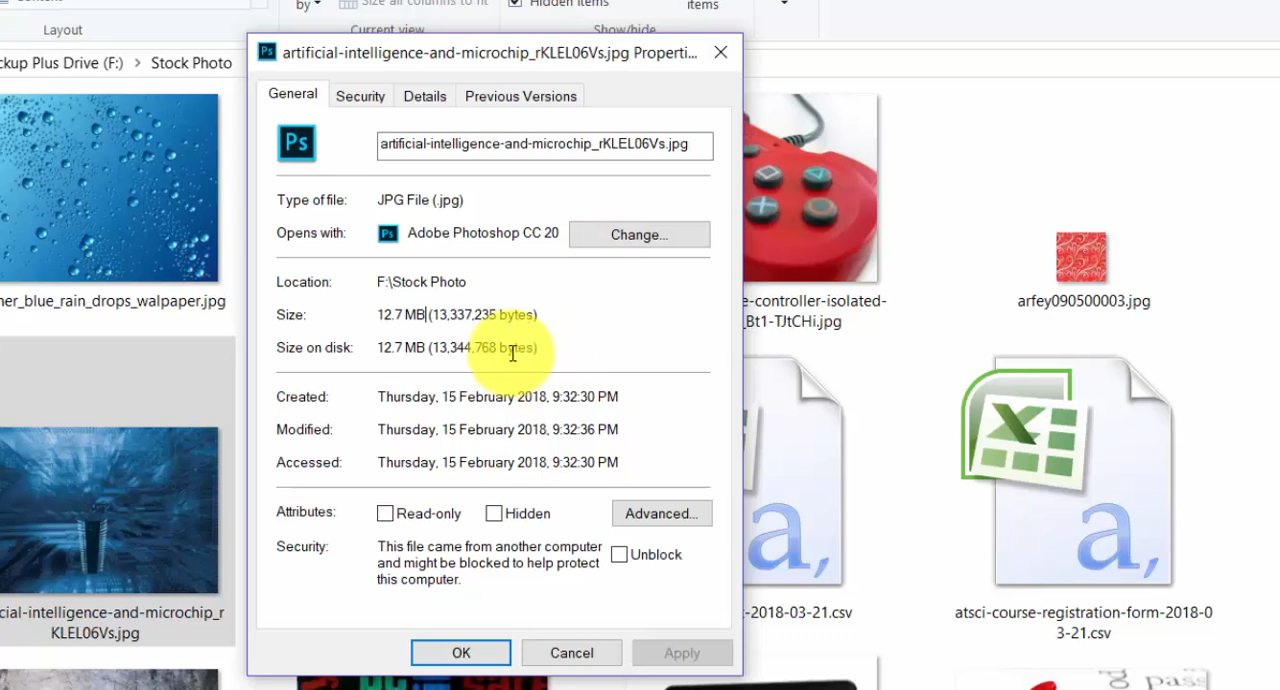 by
Size all columns to fit
Hidden items
items
Layout
Current view
Show/hide
ckup Plus Drive (F:) > Stock Photo
Ps
artificial-intelligence-and-microchip_rKLEL06Vs.jpg Properti...
General
Security
Details
Previous Versions
Ps
artificial-intelligence-and-microchip_rKLEL06Vs.jpg
Type of file:
JPG File (.jpg)
Opens with:
Ps
Adobe Photoshop CC 20
Change...
Location:
F:\Stock Photo
Size:
12.7 MB (13,337,235 bytes)
Size on disk:
12.7 MB (13,344,768 bytes)
Created:
Thursday, 15 February 2018, 9:32:30 PM
Modified:
Thursday, 15 February 2018, 9:32:36 PM
Accessed:
Thursday, 15 February 2018, 9:32:30 PM
Attributes:
Read-only
Hidden
Advanced...
Security:
This file came from another computer
and might be blocked to help protect
this computer.
Unblock
OK
Cancel
Apply
ner_blue_rain_drops_walpaper.jpg
cial-intelligence-and-microchip_r
KLEL06Vs.jpg
e-controller-isolated-
_Bt1-TJtCHi.jpg
arfey090500003.jpg
a,
-2018-03-21.csv
X
a,
atsci-course-registration-form-2018-0
3-21.csv
pass